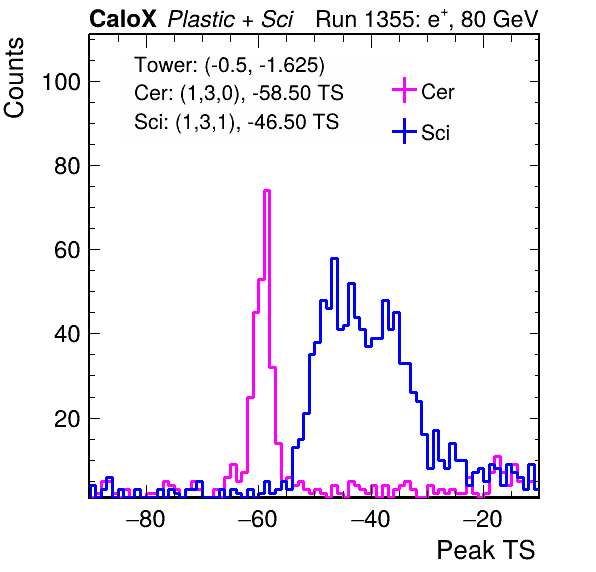 CaloX Plastic + Sci Run 1355: e+, 80 GeV
Counts
Tower: (-0.5, -1.625)
Cer: (1,3,0), -58.50 TS
Sci: (1,3,1), -46.50 TS
Cer
Sci
100
80
60
40
20
−80 −60 −40 −20
Peak TS